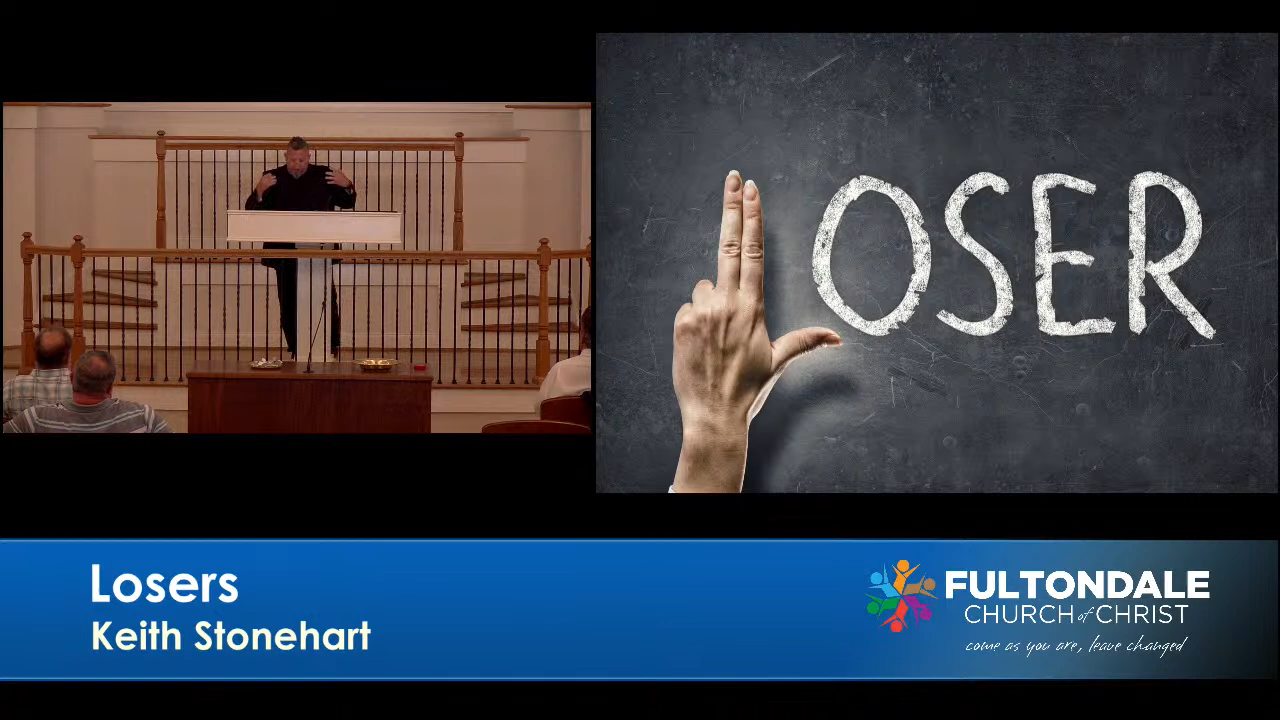 OSER
Losers
Keith Stonehart
FULTONDALE
CHURCH of CHRIST
come as you are, leave changed